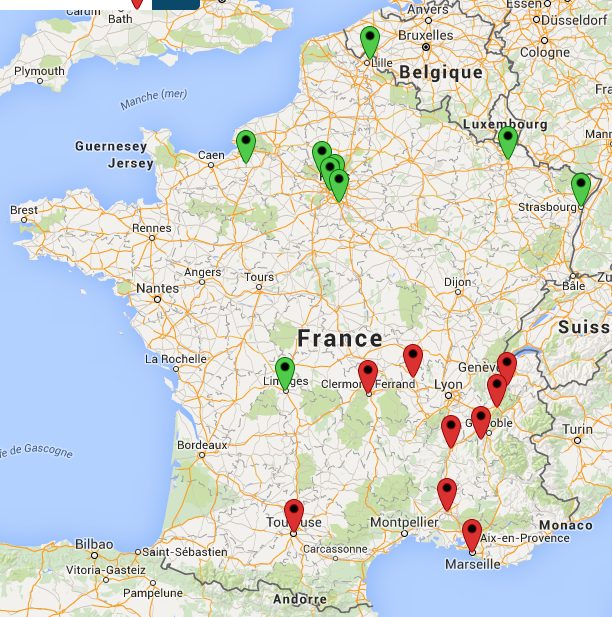 Cardiff
Bath
Plymouth
Anvers
Essen
Düsseldorf
Bruxelles
Cologne
Lille
Belgique
Manche (mer)
Guernesey
Jersey
Luxembourg
Caen
Brest
Rennes
Strasbourg
Angers
Tours
Nantes
Dijon
Bâle
France
Suiss
La Rochelle
Genève
Limoges
Clermont-Ferrand
Lyon
Grenoble
Turin
Bordeaux
e de Gascogne
Toulouse
Montpellier
Monaco
Aix-en-Provence
Bilbao
Saint-Sébastien
Carcassonne
Marseille
Vitoria-Gasteiz
Pampelune
Andorre